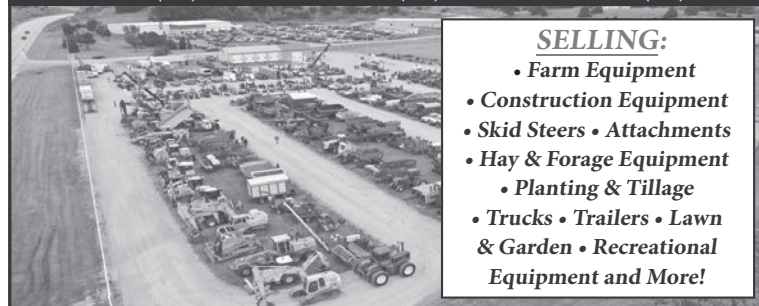 SELLING:
• Farm Equipment
• Construction Equipment
• Skid Steers • Attachments
• Hay & Forage Equipment
• Planting & Tillage
• Trucks • Trailers • Lawn
& Garden • Recreational
Equipment and More!